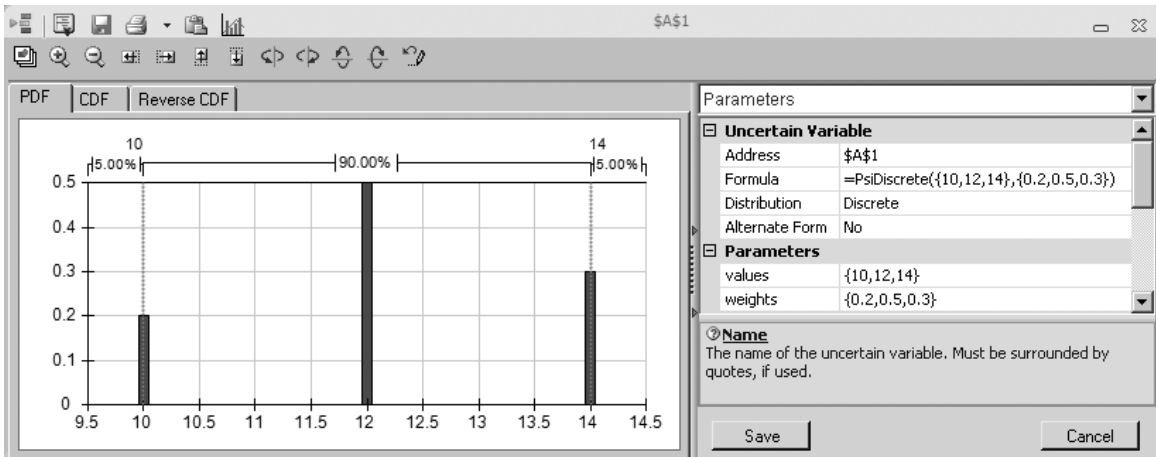 $A$1
PDF
CDF
Reverse CDF
10
14
5.00%
90.00%
5.00%
0.5
0.4
0.3
0.2
0.1
0
9.5 10 10.5 11 11.5 12 12.5 13 13.5 14 14.5
Parameters
Uncertain Variable
Address $A$1
Formula =PsiDiscrete({10,12,14},{0.2,0.5,0.3})
Distribution Discrete
Alternate Form No
Parameters
values {10,12,14}
weights {0.2,0.5,0.3}
Name
The name of the uncertain variable. Must be surrounded by
quotes, if used.
Save
Cancel